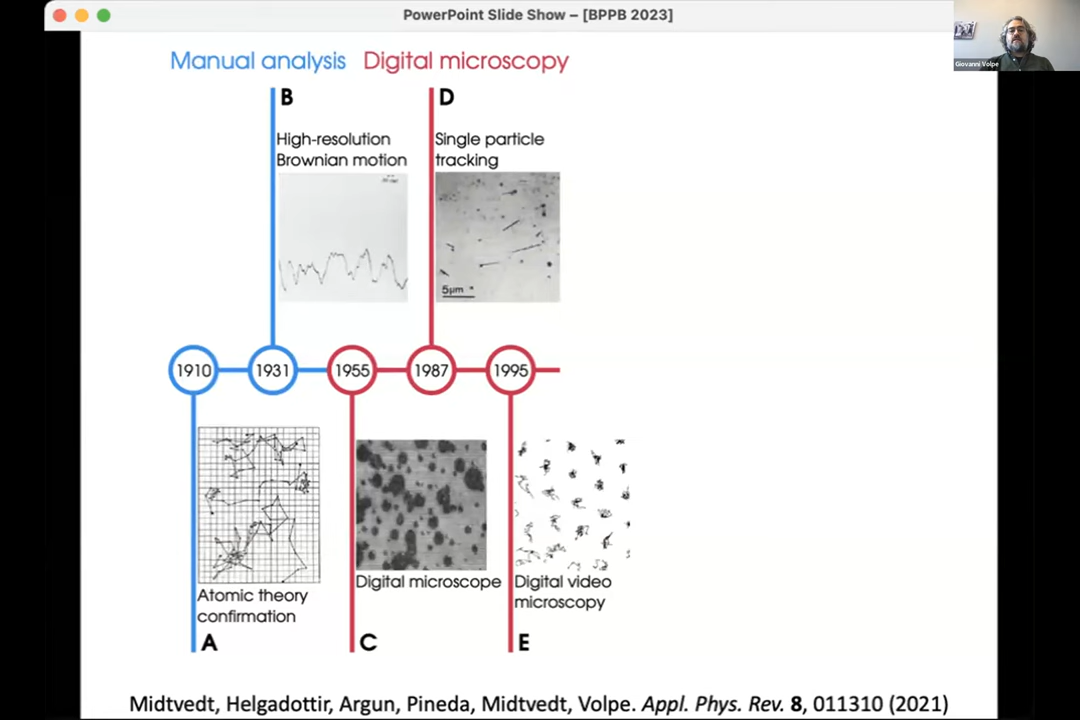 PowerPoint Slide Show – [BPPB 2023]
Giovanni Volpe
Manual analysis
Digital microscopy
B
High-resolution
Brownian motion
D
Single particle
tracking
5µm
1910
1931
1955
1987
1995
Atomic theory
confirmation
A
Digital microscope
C
Digital video
microscopy
E
Midtvedt, Helgadottir, Argun, Pineda, Midtvedt, Volpe. Appl. Phys. Rev. 8, 011310 (2021)